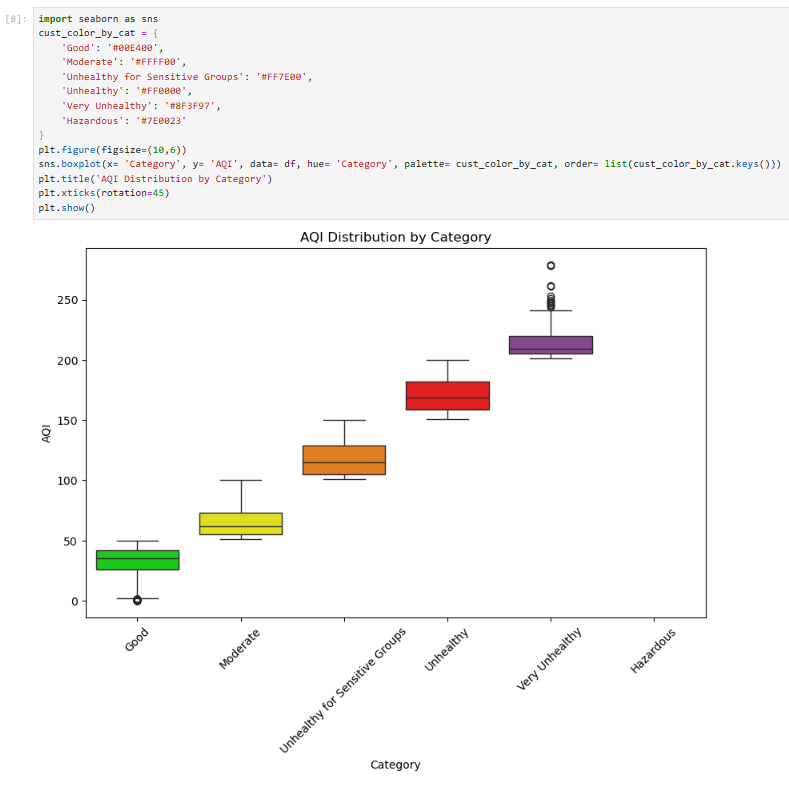 [8]: import seaborn as sns
cust_color_by_cat = {
    'Good': '#00E400',
    'Moderate': '#FFFF00',
    'Unhealthy for Sensitive Groups': '#FF7E00',
    'Unhealthy': '#FF0000',
    'Very Unhealthy': '#8F3F97',
    'Hazardous': '#7E0023'
}
plt.figure(figsize=(10,6))
sns.boxplot(x= 'Category', y= 'AQI', data= df, hue= 'Category', palette= cust_color_by_cat, order= list(cust_color_by_cat.keys()))
plt.title('AQI Distribution by Category')
plt.xticks(rotation=45)
plt.show()
AQI Distribution by Category
250
200
150
100
50
0
AQI
Good
Moderate
Unhealthy for Sensitive Groups
Unhealthy
Very Unhealthy
Hazardous
Category